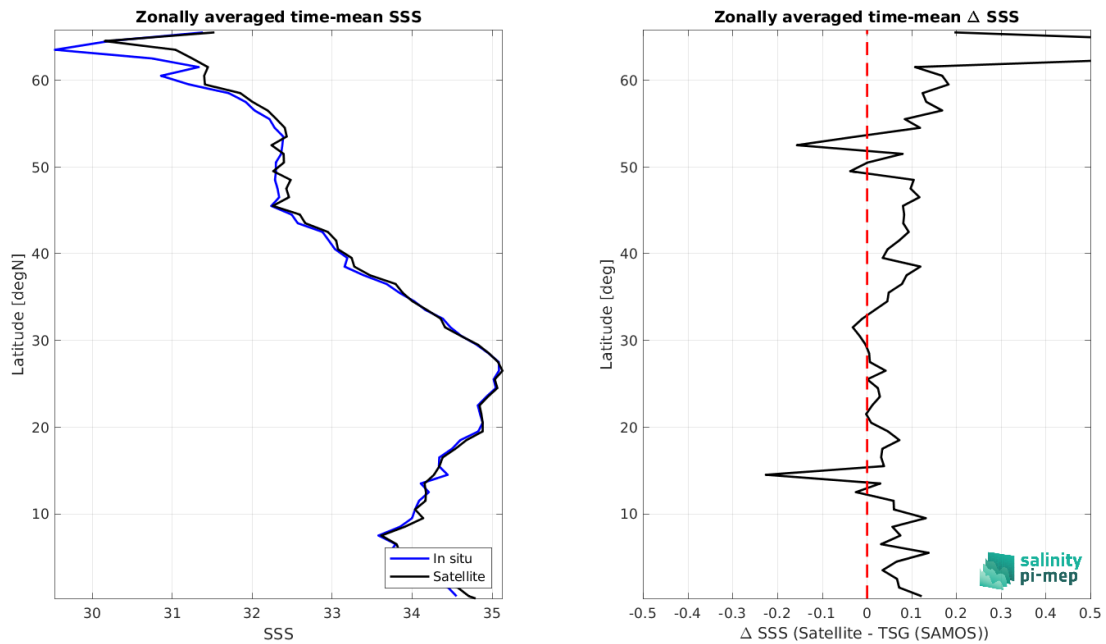 Zonally averaged time-mean SSS
60
50
40
30
20
10
Latitude [degN]
In situ
Satellite
30
31
32
33
34
35
SSS
Zonally averaged time-mean Δ SSS
60
50
40
30
20
10
Latitude [deg]
salinity
pi-mep
-0.5
-0.4
-0.3
-0.2
-0.1
0
0.1
0.2
0.3
0.4
0.5
Δ SSS (Satellite - TSG (SAMOS))